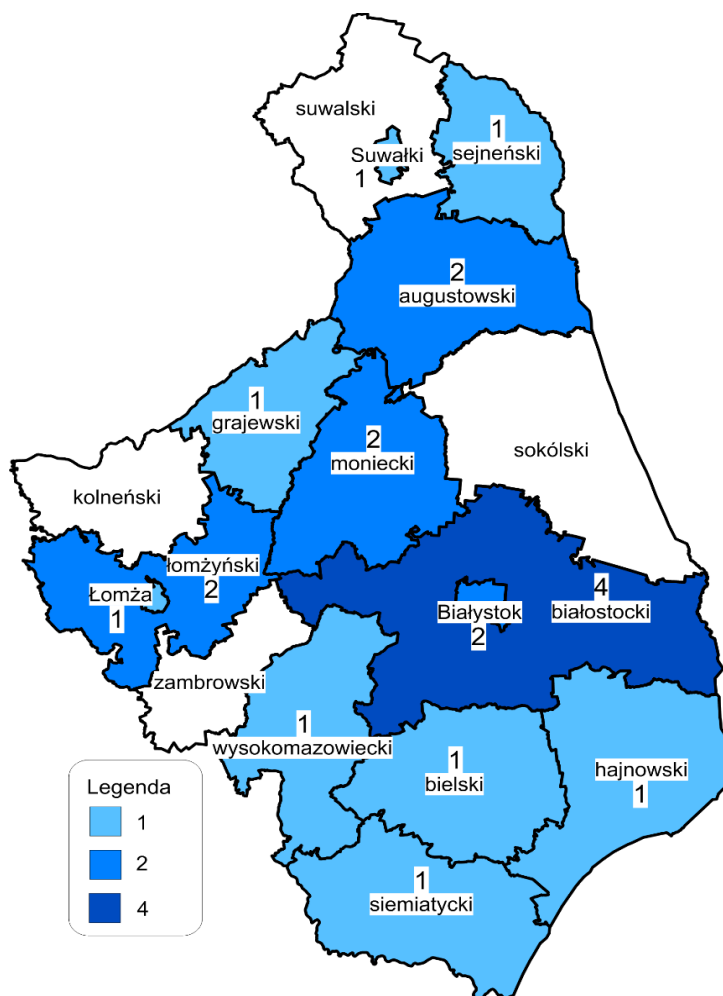 suwalski
1
sejneński
Suwałki
1
2
augustowski
1
grajewski
2
moniecki
sokólski
kolneński
łomżyński
2
Łomża
1
4
białostocki
Białystok
2
zambrowski
1
wysokomazowiecki
1
bielski
hajnowski
1
1
siemiatycki
Legenda
1
2
4